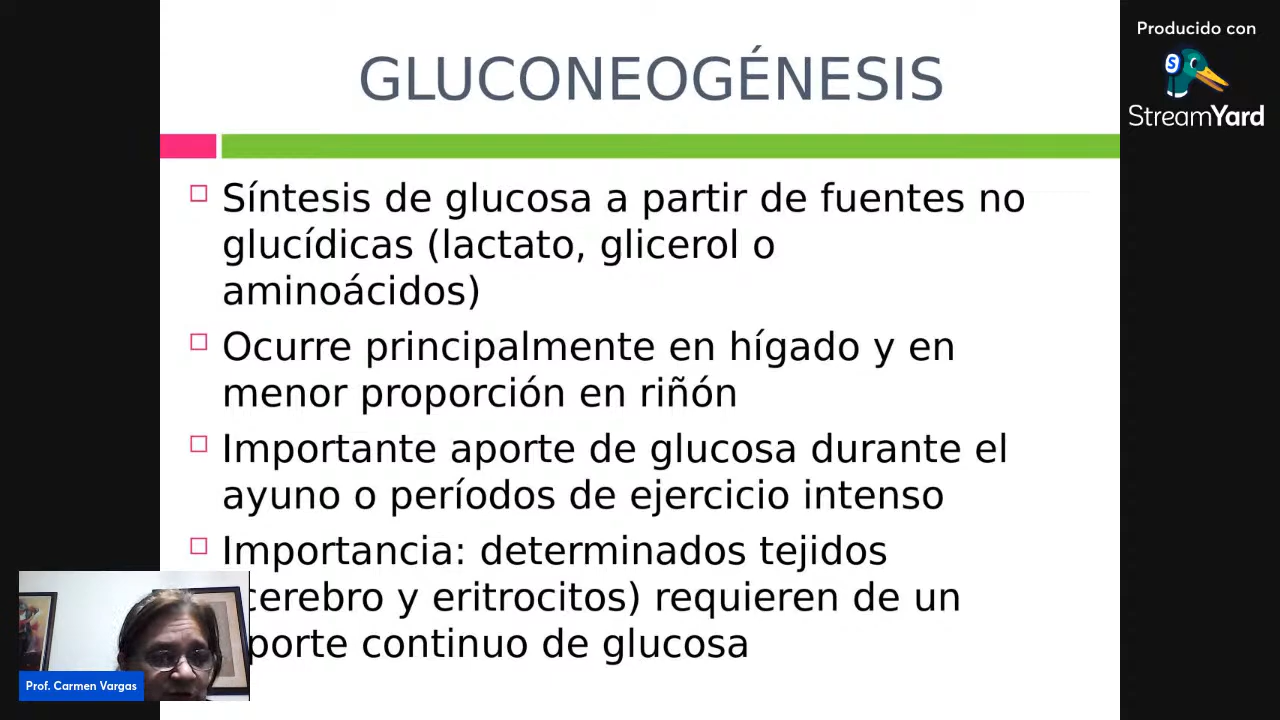 Producido con
StreamYard
GLUCONEOGÉNESIS
Síntesis de glucosa a partir de fuentes no
glucídicas (lactato, glicerol o
aminoácidos)
Ocurre principalmente en hígado y en
menor proporción en riñón
Importante aporte de glucosa durante el
ayuno o períodos de ejercicio intenso
Importancia: determinados tejidos
cerebro y eritrocitos) requieren de un
porte continuo de glucosa
Prof. Carmen Vargas